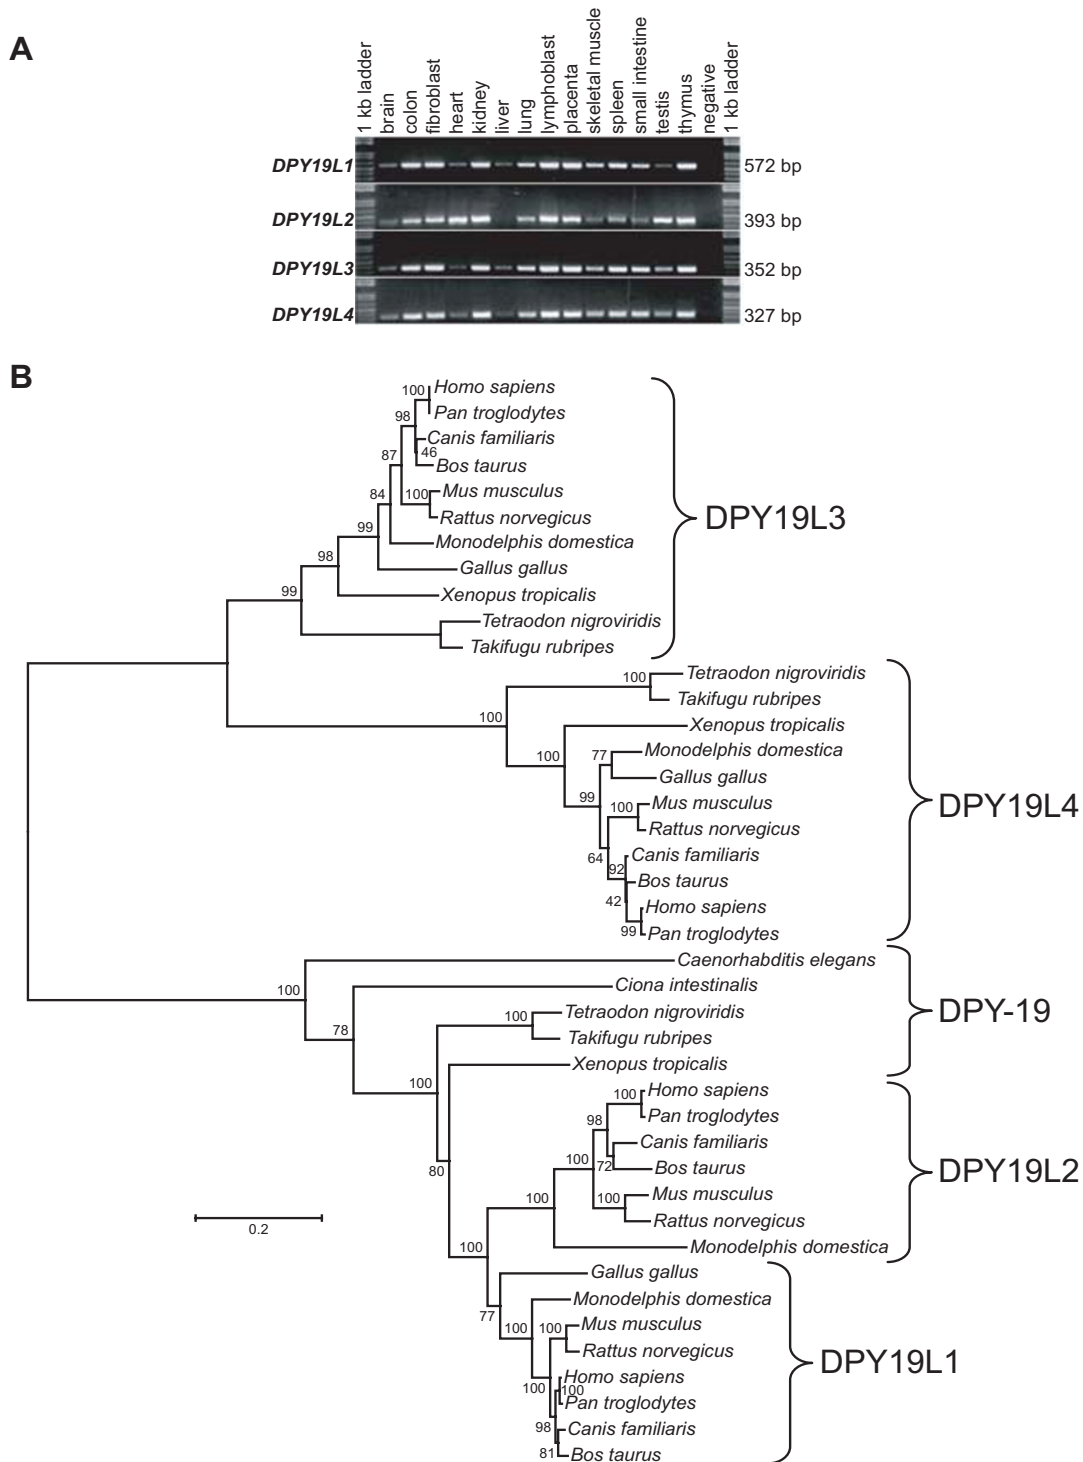 A
1 kb ladder
brain
colon
fibroblast
heart
kidney
liver
lung
lymphoblast
placenta
skeletal muscle
spleen
small intestine
testis
thymus
negative
1 kb ladder
DPY19L1
572 bp
DPY19L2
393 bp
DPY19L3
352 bp
DPY19L4
327 bp
B
100
Homo sapiens
Pan troglodytes
98
Canis familiaris
46
Bos taurus
87
Mus musculus
100
Rattus norvegicus
84
Monodelphis domestica
99
Gallus gallus
98
Xenopus tropicalis
99
Tetraodon nigroviridis
Takifugu rubripes
DPY19L3
100
Tetraodon nigroviridis
Takifugu rubripes
100
Xenopus tropicalis
100
Monodelphis domestica
77
Gallus gallus
99
Mus musculus
100
Rattus norvegicus
64
Canis familiaris
92
Bos taurus
42
Homo sapiens
99
Pan troglodytes
DPY19L4
Caenorhabditis elegans
100
Ciona intestinalis
78
Tetraodon nigroviridis
100
Takifugu rubripes
100
Xenopus tropicalis
80
DPY-19
Homo sapiens
100
Pan troglodytes
98
Canis familiaris
72
Bos taurus
100
Mus musculus
100
Rattus norvegicus
100
Monodelphis domestica
100
DPY19L2
0.2
Gallus gallus
77
Monodelphis domestica
100
Mus musculus
100
Rattus norvegicus
100
Homo sapiens
100
Pan troglodytes
98
Canis familiaris
81
Bos taurus
DPY19L1